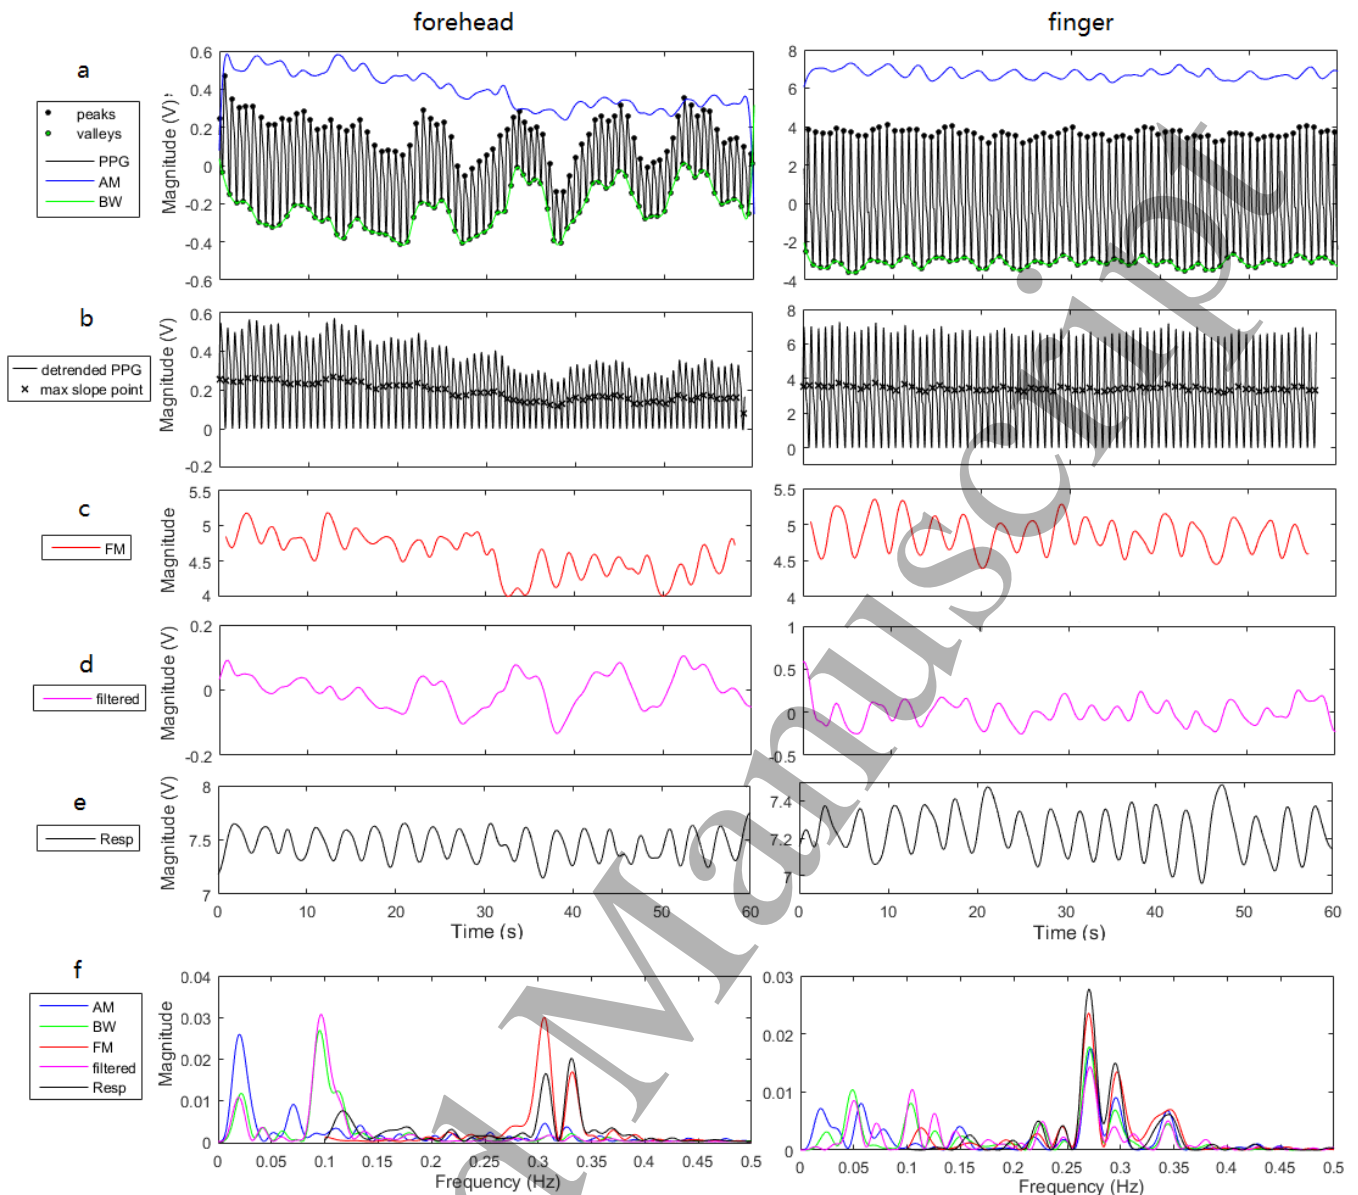 forehead
finger
a
peaks
valleys
PPG
AM
BW
Magnitude (V)
0.6
0.4
0.2
0
-0.2
-0.4
-0.6
8
6
4
2
0
-2
-4
b
detrended PPG
max slope point
Magnitude (V)
0.6
0.4
0.2
0
-0.2
8
6
4
2
0
c
FM
Magnitude
5.5
5
4.5
4
5.5
5
4.5
4
d
filtered
Magnitude (V)
0.2
0
-0.2
1
0.5
0
-0.5
e
Resp
Magnitude (V)
8
7.5
7
7.4
7.2
7
0 10 20 30 40 50 60
Time (s)
0 10 20 30 40 50 60
Time (s)
f
AM
BW
FM
filtered
Resp
Magnitude
0.04
0.03
0.02
0.01
0
0.03
0.02
0.01
0
0 0.05 0.1 0.15 0.2 0.25 0.3 0.35 0.4 0.45 0.5
Frequency (Hz)
0 0.05 0.1 0.15 0.2 0.25 0.3 0.35 0.4 0.45 0.5
Frequency (Hz)
Manuscript